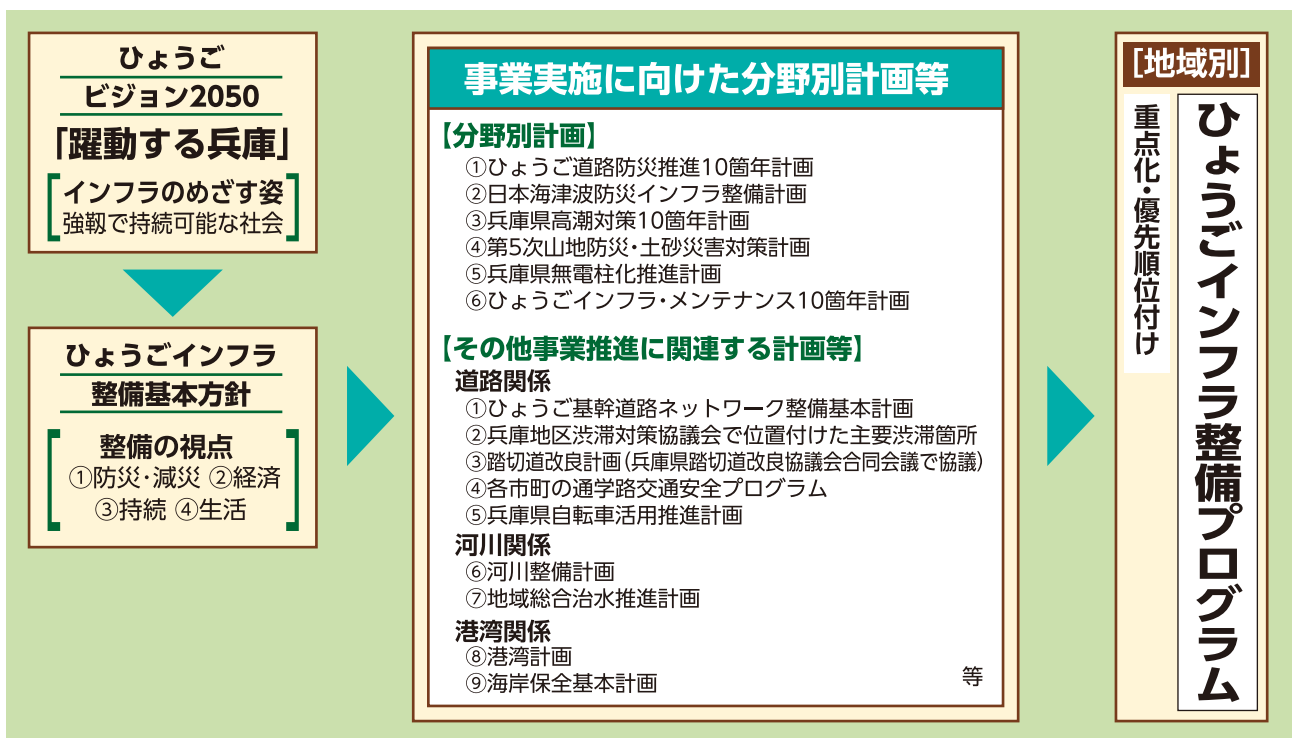 ひょうご
ビジョン2050
「躍動する兵庫」
インフラのめざす姿
強靱で持続可能な社会
ひょうごインフラ
整備基本方針
整備の視点
①防災・減災 ②経済
③持続 ④生活
事業実施に向けた分野別計画等
【分野別計画】
①ひょうご道路防災推進10箇年計画
②日本海津波防災インフラ整備計画
③兵庫県高潮対策10箇年計画
④第5次山地防災・土砂災害対策計画
⑤兵庫県無電柱化推進計画
⑥ひょうごインフラ・メンテナンス10箇年計画
【その他事業推進に関連する計画等】
道路関係
①ひょうご基幹道路ネットワーク整備基本計画
②兵庫地区渋滞対策協議会で位置付けた主要渋滞箇所
③踏切道改良計画（兵庫県踏切道改良協議会合同会議で協議）
④各市町の通学路交通安全プログラム
⑤兵庫県自転車活用推進計画
河川関係
⑥河川整備計画
⑦地域総合治水推進計画
港湾関係
⑧港湾計画
⑨海岸保全基本計画
等
［地域別］
ひょうごインフラ整備プログラム
重点化・優先順位付け